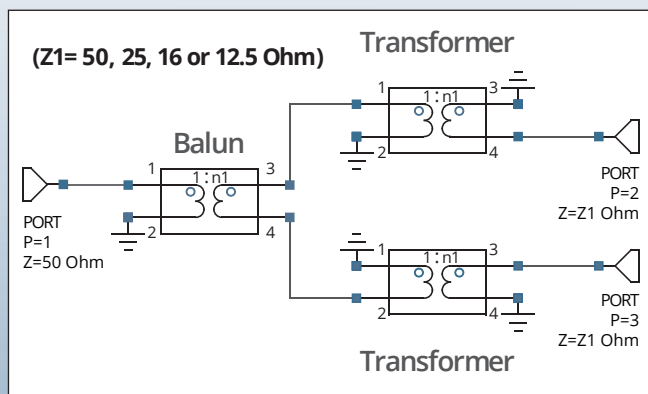 (Z1= 50, 25, 16 or 12.5 Ohm)
Transformer
1
1:n1
3
2
4
PORT
P=2
Z=Z1 Ohm
Balun
1
1:n1
3
2
4
PORT
P=1
Z=50 Ohm
1
1:n1
3
2
4
PORT
P=3
Z=Z1 Ohm
Transformer